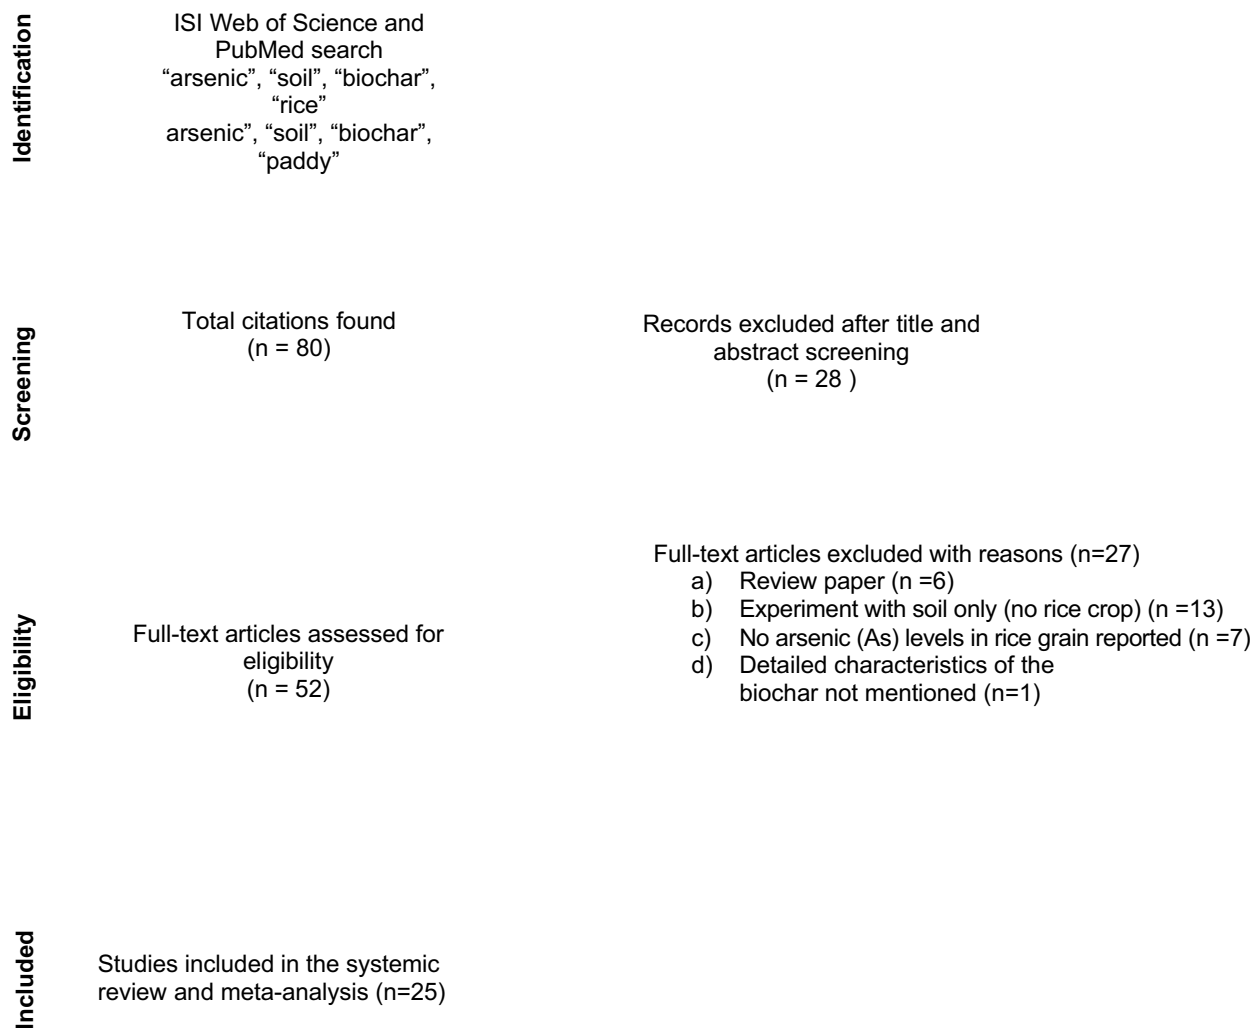 Identification
ISI Web of Science and
PubMed search
“arsenic”, “soil”, “biochar”,
“rice”
arsenic”, “soil”, “biochar”,
“paddy”
Screening
Total citations found
(n = 80)
Records excluded after title and
abstract screening
(n = 28 )
Eligibility
Full-text articles assessed for
eligibility
(n = 52)
Full-text articles excluded with reasons (n=27)
a) Review paper (n =6)
b) Experiment with soil only (no rice crop) (n =13)
c) No arsenic (As) levels in rice grain reported (n =7)
d) Detailed characteristics of the
biochar not mentioned (n=1)
Included
Studies included in the systemic
review and meta-analysis (n=25)